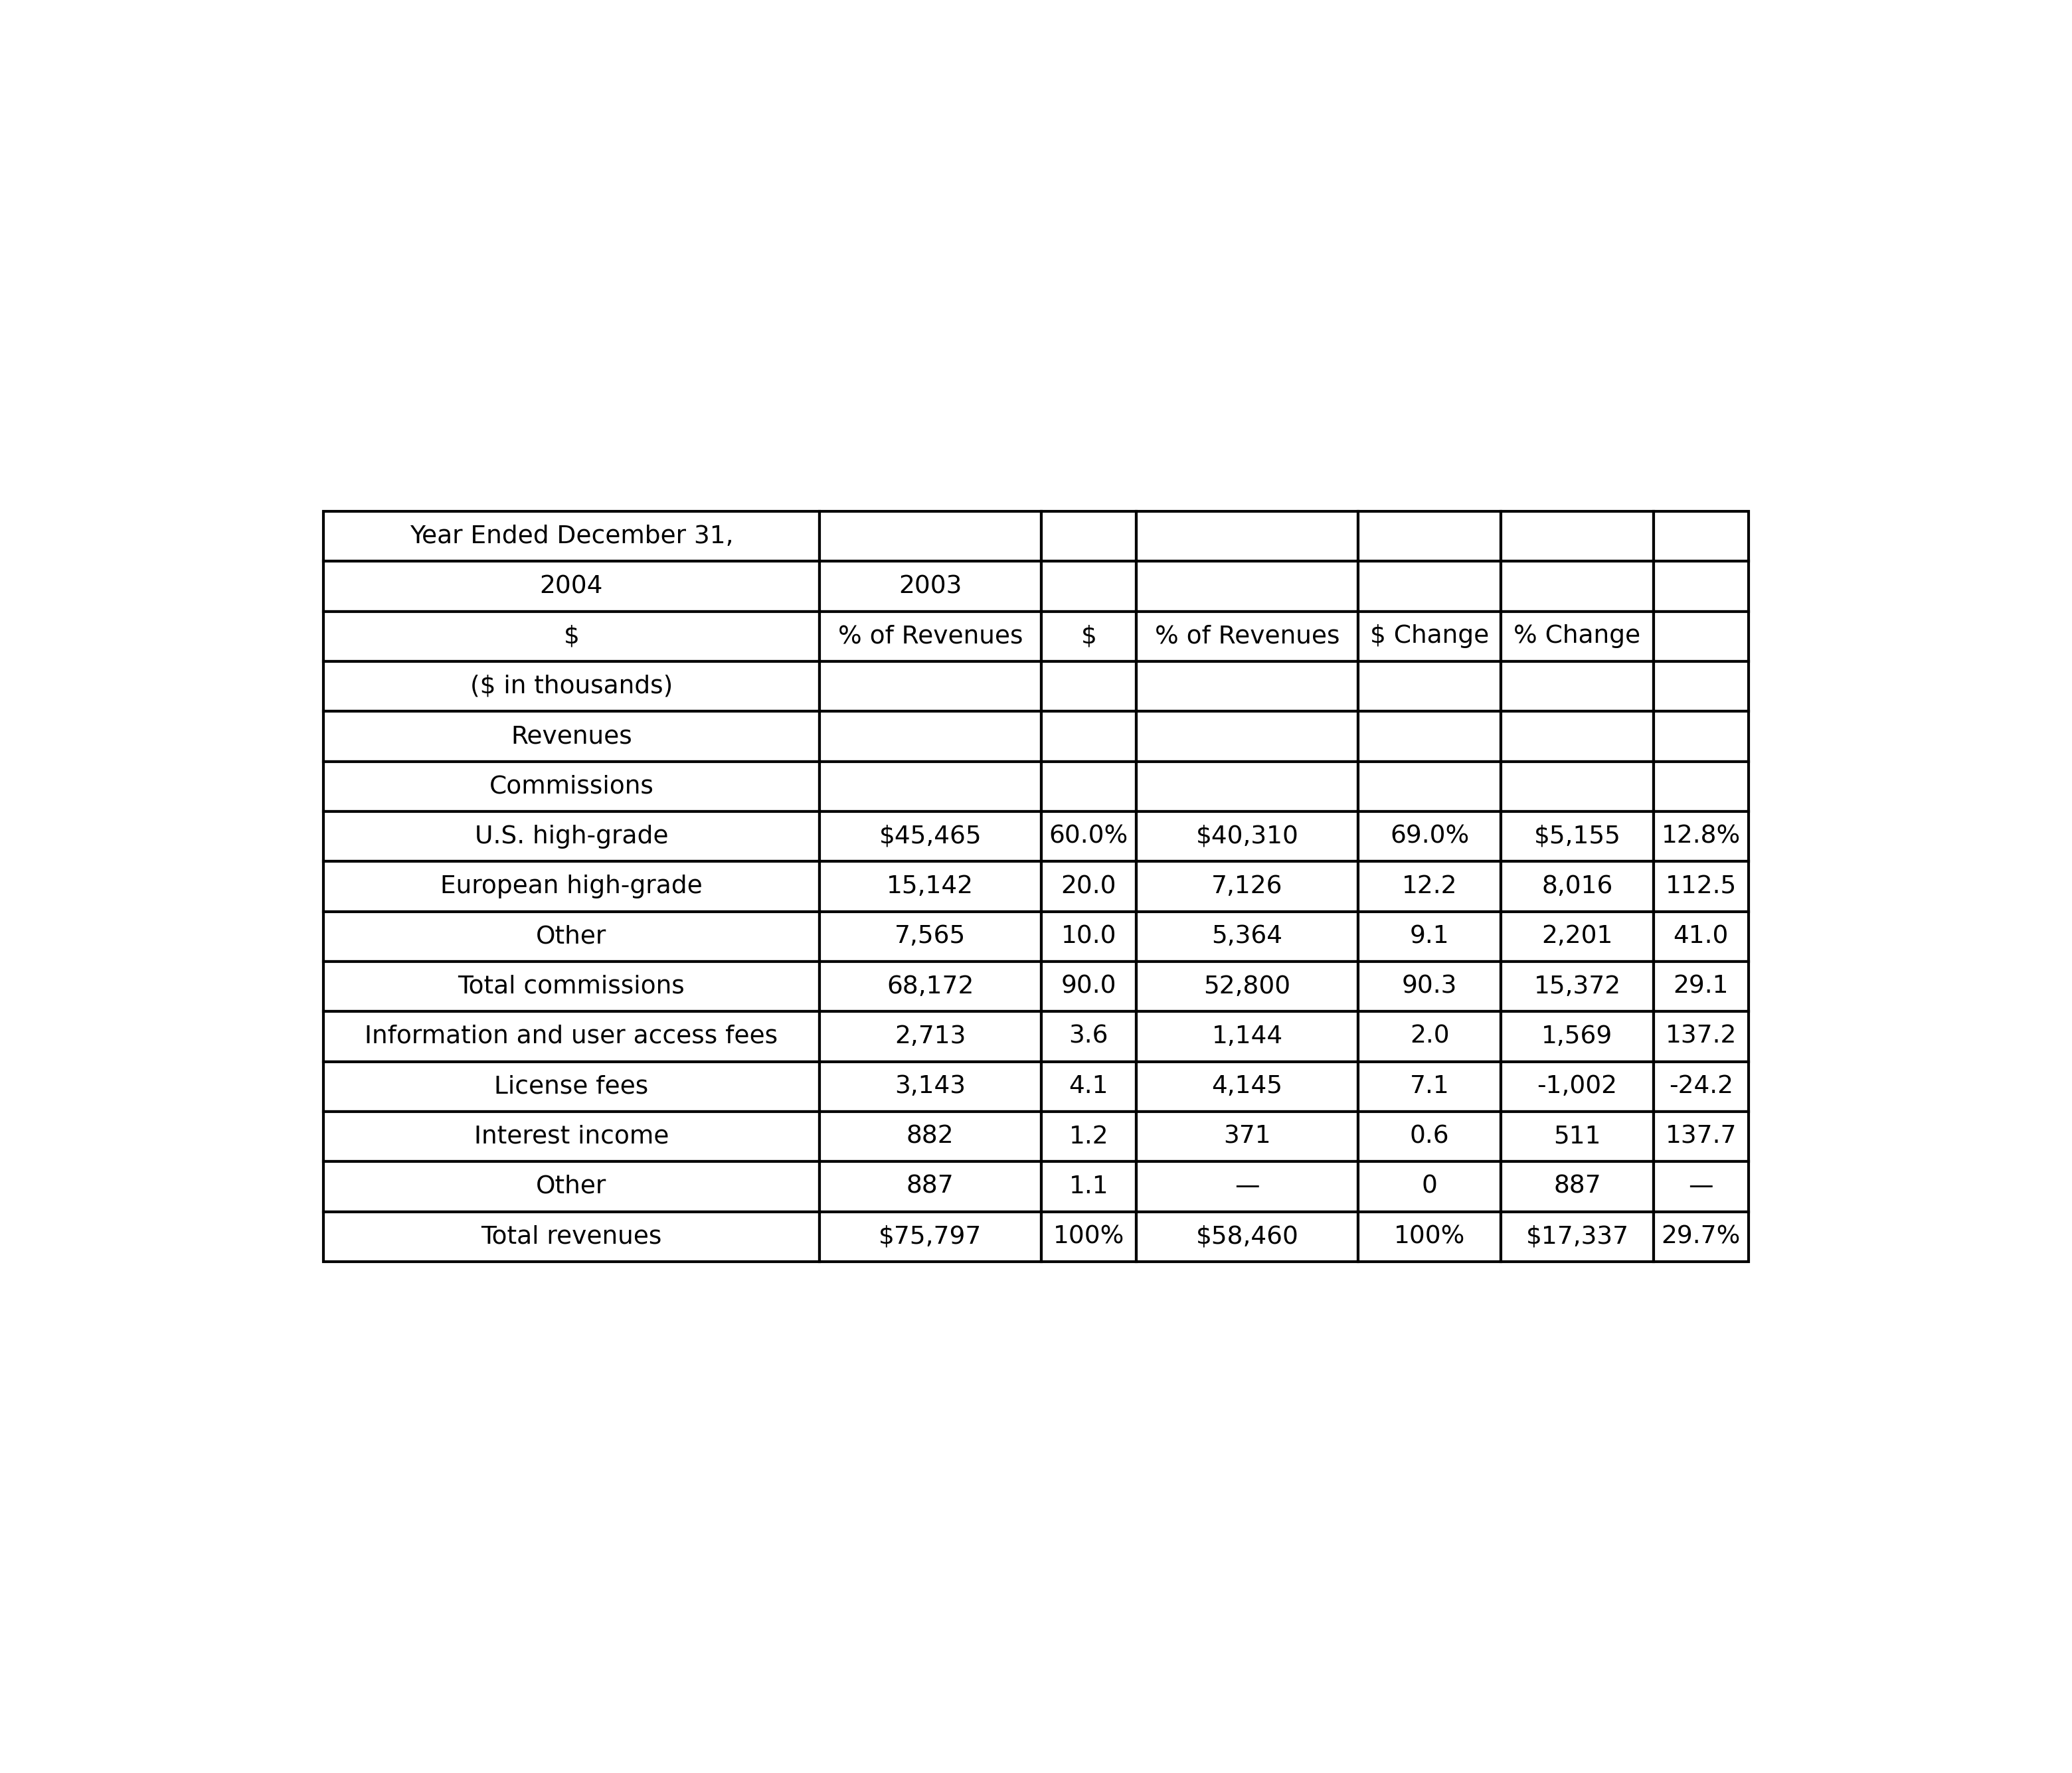 Year Ended December 31,
2004 2003
$ % of Revenues $ % of Revenues $ Change % Change
($ in thousands)
Revenues
Commissions
U.S. high-grade $45,465 60.0% $40,310 69.0% $5,155 12.8%
European high-grade 15,142 20.0 7,126 12.2 8,016 112.5
Other 7,565 10.0 5,364 9.1 2,201 41.0
Total commissions 68,172 90.0 52,800 90.3 15,372 29.1
Information and user access fees 2,713 3.6 1,144 2.0 1,569 137.2
License fees 3,143 4.1 4,145 7.1 -1,002 -24.2
Interest income 882 1.2 371 0.6 511 137.7
Other 887 1.1 — 0 887 —
Total revenues $75,797 100% $58,460 100% $17,337 29.7%